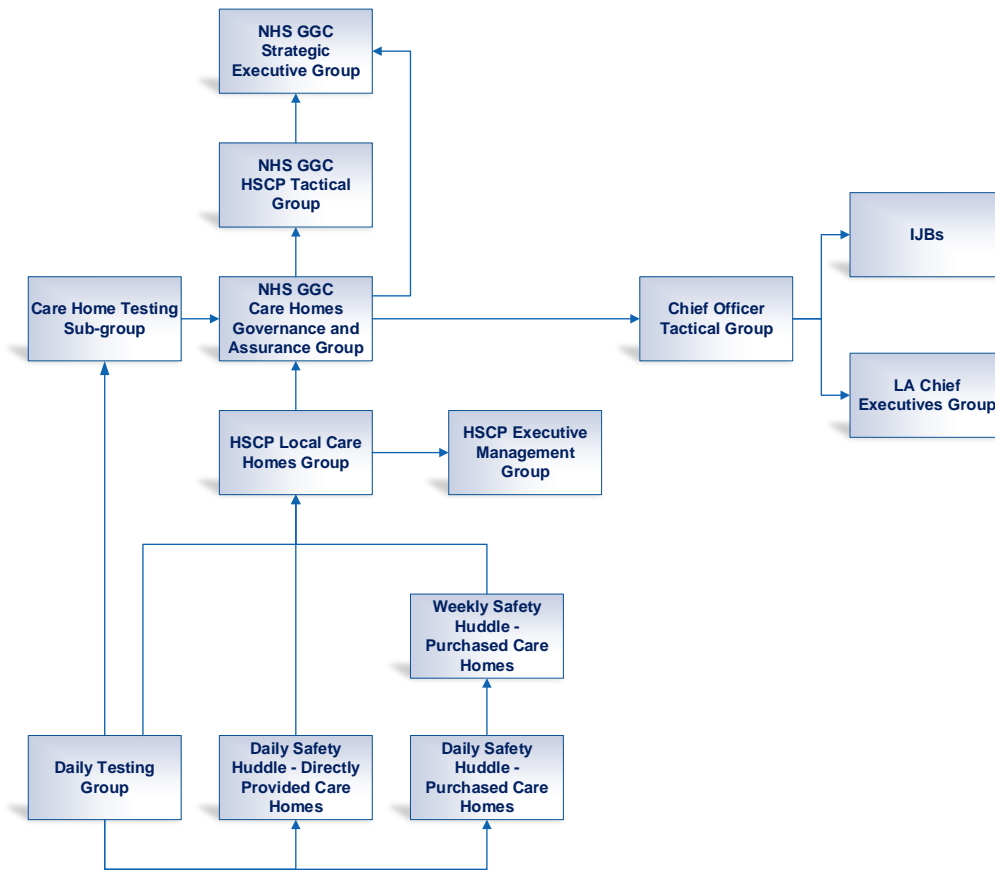 NHS GGC
Strategic
Executive Group
NHS GGC
HSCP Tactical
Group
IJBs
Care Home Testing
Sub-group
NHS GGC
Care Homes
Governance and
Assurance Group
Chief Officer
Tactical Group
LA Chief
Executives Group
HSCP Local Care
Homes Group
HSCP Executive
Management
Group
Weekly Safety
Huddle -
Purchased Care
Homes
Daily Testing
Group
Daily Safety
Huddle - Directly
Provided Care
Homes
Daily Safety
Huddle -
Purchased Care
Homes